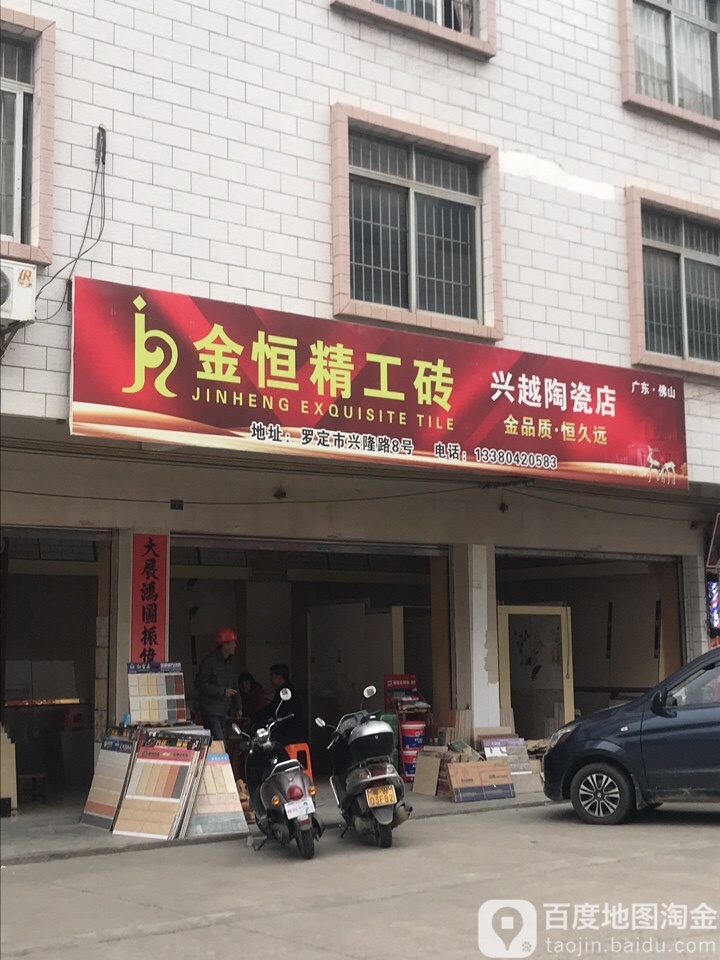 金恒精工砖
JINHENG EXQUISITE TILE
兴越陶瓷店
广东·佛山
金品质·恒久远
地址：罗定市兴隆路8号 电话：13380420583
大展鸿圖振
百度地图淘金
taojin.baidu.com